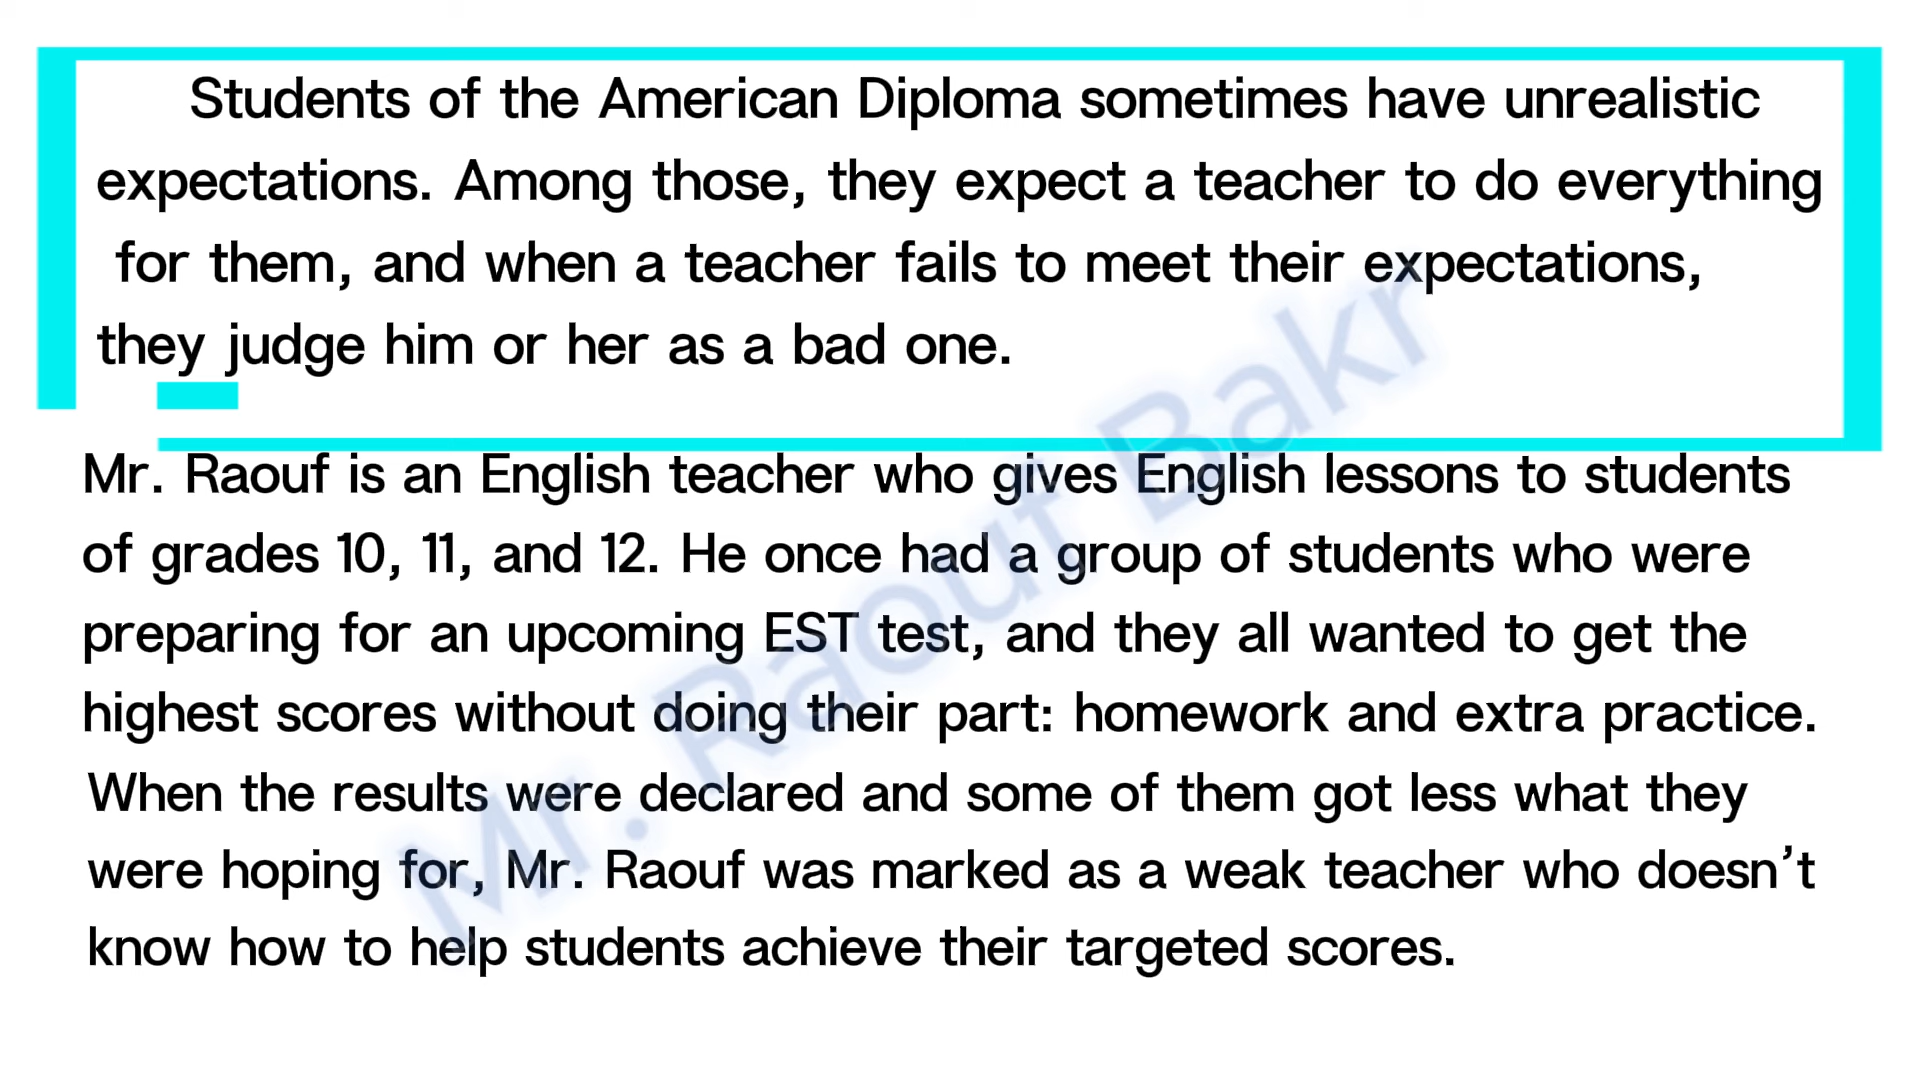 Students of the American Diploma sometimes have unrealistic
expectations. Among those, they expect a teacher to do everything
for them, and when a teacher fails to meet their expectations,
they judge him or her as a bad one.
Mr. Raouf is an English teacher who gives English lessons to students
of grades 10, 11, and 12. He once had a group of students who were
preparing for an upcoming EST test, and they all wanted to get the
highest scores without doing their part: homework and extra practice.
When the results were declared and some of them got less what they
were hoping for, Mr. Raouf was marked as a weak teacher who doesn’t
know how to help students achieve their targeted scores.
Mr. Raouf Bakr